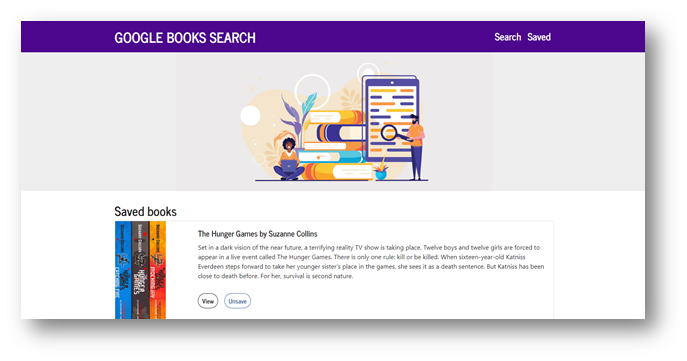 GOOGLE BOOKS SEARCH
Search Saved
Saved books
The Hunger Games by Suzanne Collins
Set in a dark vision of the near future, a terrifying reality TV show is taking place. Twelve boys and twelve girls are forced to
appear in a live event called The Hunger Games. There is only one rule: kill or be killed. When sixteen-year-old Katniss
Everdeen steps forward to take her younger sister's place in the games, she sees it as a death sentence. But Katniss has been
close to death before. For her, survival is second nature.
View Unsave